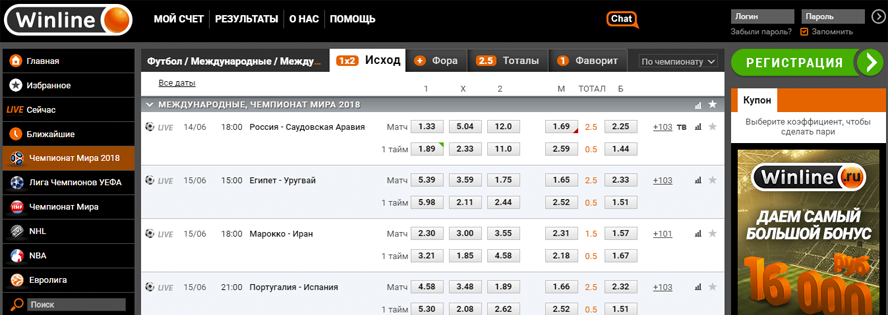 Winline
МОЙ СЧЕТ РЕЗУЛЬТАТЫ О НАС ПОМОЩЬ
Chat
Логин Пароль
Забыли пароль? Запомнить
Главная
Избранное
LIVE Сейчас
Ближайшие
Чемпионат Мира 2018
Лига Чемпионов УЕФА
Чемпионат Мира
NHL
NBA
Евролига
Поиск
Футбол / Международные / Между... 1x2 Исход + Фора 2.5 Тоталы 1 Фаворит По чемпионату
Все даты
1 X 2 М ТОТАЛ Б
МЕЖДУНАРОДНЫЕ, ЧЕМПИОНАТ МИРА 2018
LIVE 14/06 18:00 Россия - Саудовская Аравия Матч 1.33 5.04 12.0 1.69 2.5 2.25 +103 ТВ
1 тайм 1.89 2.33 11.0 2.59 0.5 1.44
LIVE 15/06 15:00 Египет - Уругвай Матч 5.39 3.59 1.75 1.65 2.5 2.33 +103
1 тайм 5.98 2.11 2.44 2.52 0.5 1.51
LIVE 15/06 18:00 Марокко - Иран Матч 2.30 3.00 3.55 2.31 1.5 1.57 +101
1 тайм 3.21 1.85 4.58 2.18 0.5 1.67
LIVE 15/06 21:00 Португалия - Испания Матч 4.58 3.48 1.89 1.66 2.5 2.32 +103
1 тайм 5.30 2.08 2.62 2.52 0.5 1.51
РЕГИСТРАЦИЯ
Купон
Выберите коэффициент, чтобы
сделать пари
Winline.ru
ДАЕМ САМЫЙ
БОЛЬШОЙ БОНУС
16 000 РУБ